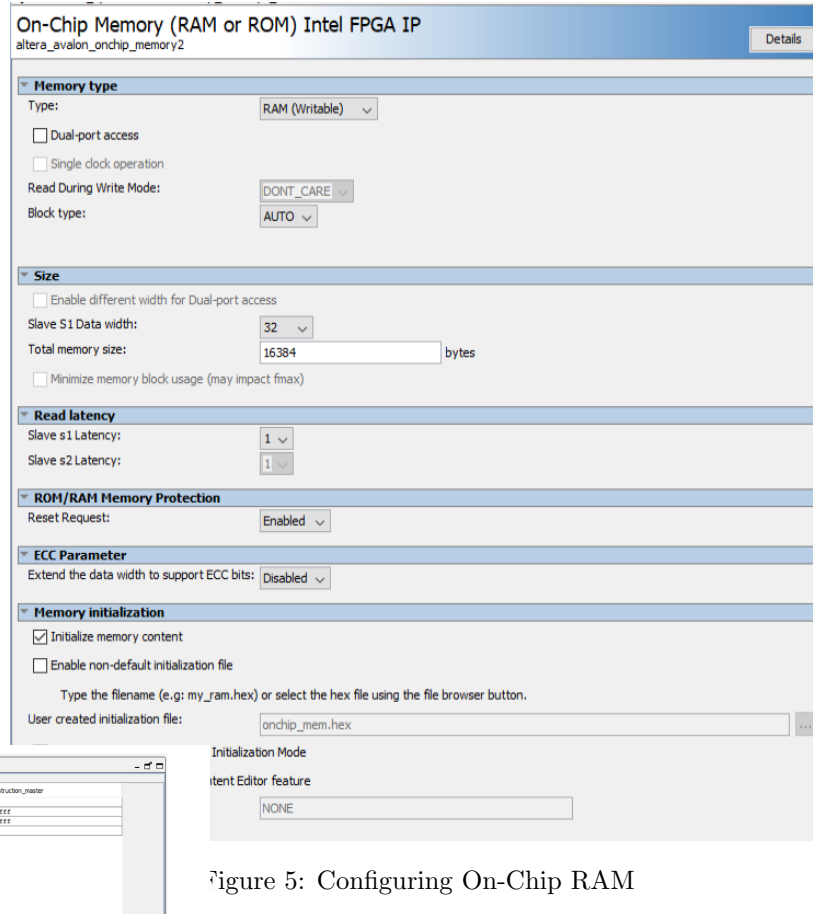 On-Chip Memory (RAM or ROM) Intel FPGA IP
altera_avalon_onchip_memory2
Details
Memory type
Type: RAM (Writable)
Dual-port access
Single clock operation
Read During Write Mode: DONT_CARE
Block type: AUTO
Size
Enable different width for Dual-port access
Slave S1 Data width: 32
Total memory size: 16384 bytes
Minimize memory block usage (may impact fmax)
Read latency
Slave s1 Latency: 1
Slave s2 Latency: 1
ROM/RAM Memory Protection
Reset Request: Enabled
ECC Parameter
Extend the data width to support ECC bits: Disabled
Memory initialization
Initialize memory content
Enable non-default initialization file
Type the filename (e.g: my_ram.hex) or select the hex file using the file browser button.
User created initialization file: onchip_mem.hex ...
Initialization Mode
Editor feature
NONE
Figure 5: Configuring On-Chip RAM